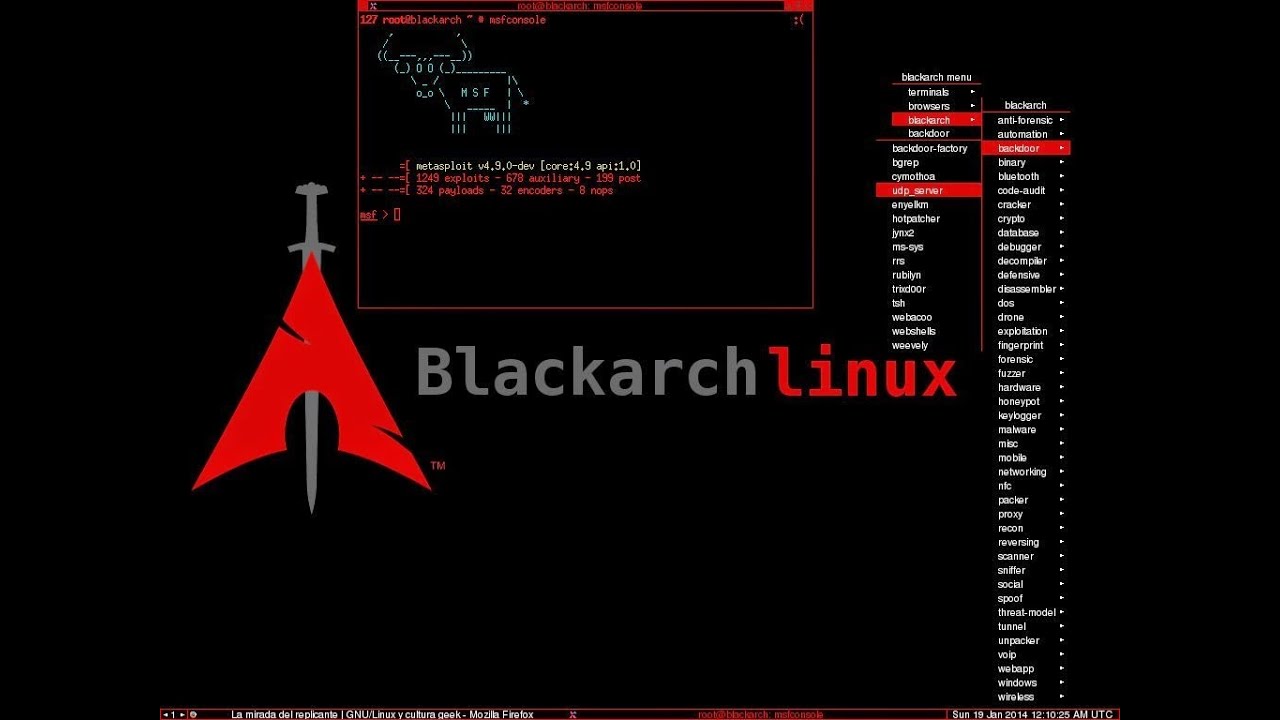 root@blackarch: msfconsole
127 root@blackarch ~ # msfconsole :(
M S F
=[ metasploit v4.9.0-dev [core:4.9 api:1.0]
+ -- --=[ 1249 exploits - 678 auxiliary - 199 post
+ -- --=[ 324 payloads - 32 encoders - 8 nops
msf >
blackarch menu
terminals
browsers
blackarch
backdoor
backdoor-factory
bgrep
cymothoa
udp_server
enyelkm
hotpatcher
jynx2
ms-sys
rrs
rubilyn
trixd00r
tsh
webacoo
webshells
weevely
blackarch
anti-forensic
automation
backdoor
binary
bluetooth
code-audit
cracker
crypto
database
debugger
decompiler
defensive
disassembler
dos
drone
exploitation
fingerprint
forensic
fuzzer
hardware
honeypot
keylogger
malware
misc
mobile
networking
nfc
packer
proxy
recon
reversing
scanner
sniffer
social
spoof
threat-model
tunnel
unpacker
voip
webapp
windows
wireless
Blackarch linux
TM
1 La mirada del replicante | GNU/Linux y cultura geek - Mozilla Firefox root@blackarch: msfconsole Sun 19 Jan 2014 12:10:25 AM UTC